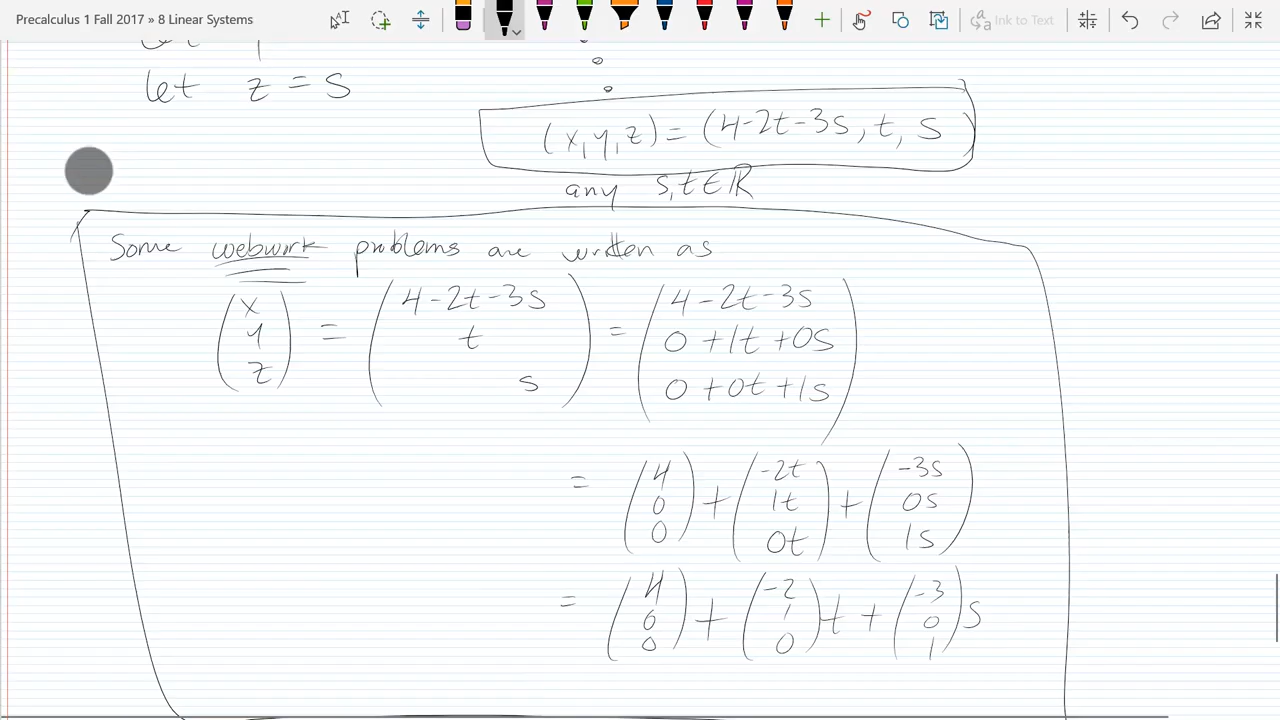 Precalculus 1 Fall 2017 » 8 Linear Systems
Ink to Text
let z = s
(x, y, z) = (4-2t-3s, t, s)
any s,t∈ℝ
Some webwork problems are written as
(x y z) = (4-2t-3s t s) = (4-2t-3s 0+1t+0s 0+0t+1s)
= (4 0 0) + (-2t 1t 0t) + (-3s 0s 1s)
= (4 0 0) + (-2 1 0)t + (-3 0 1)s